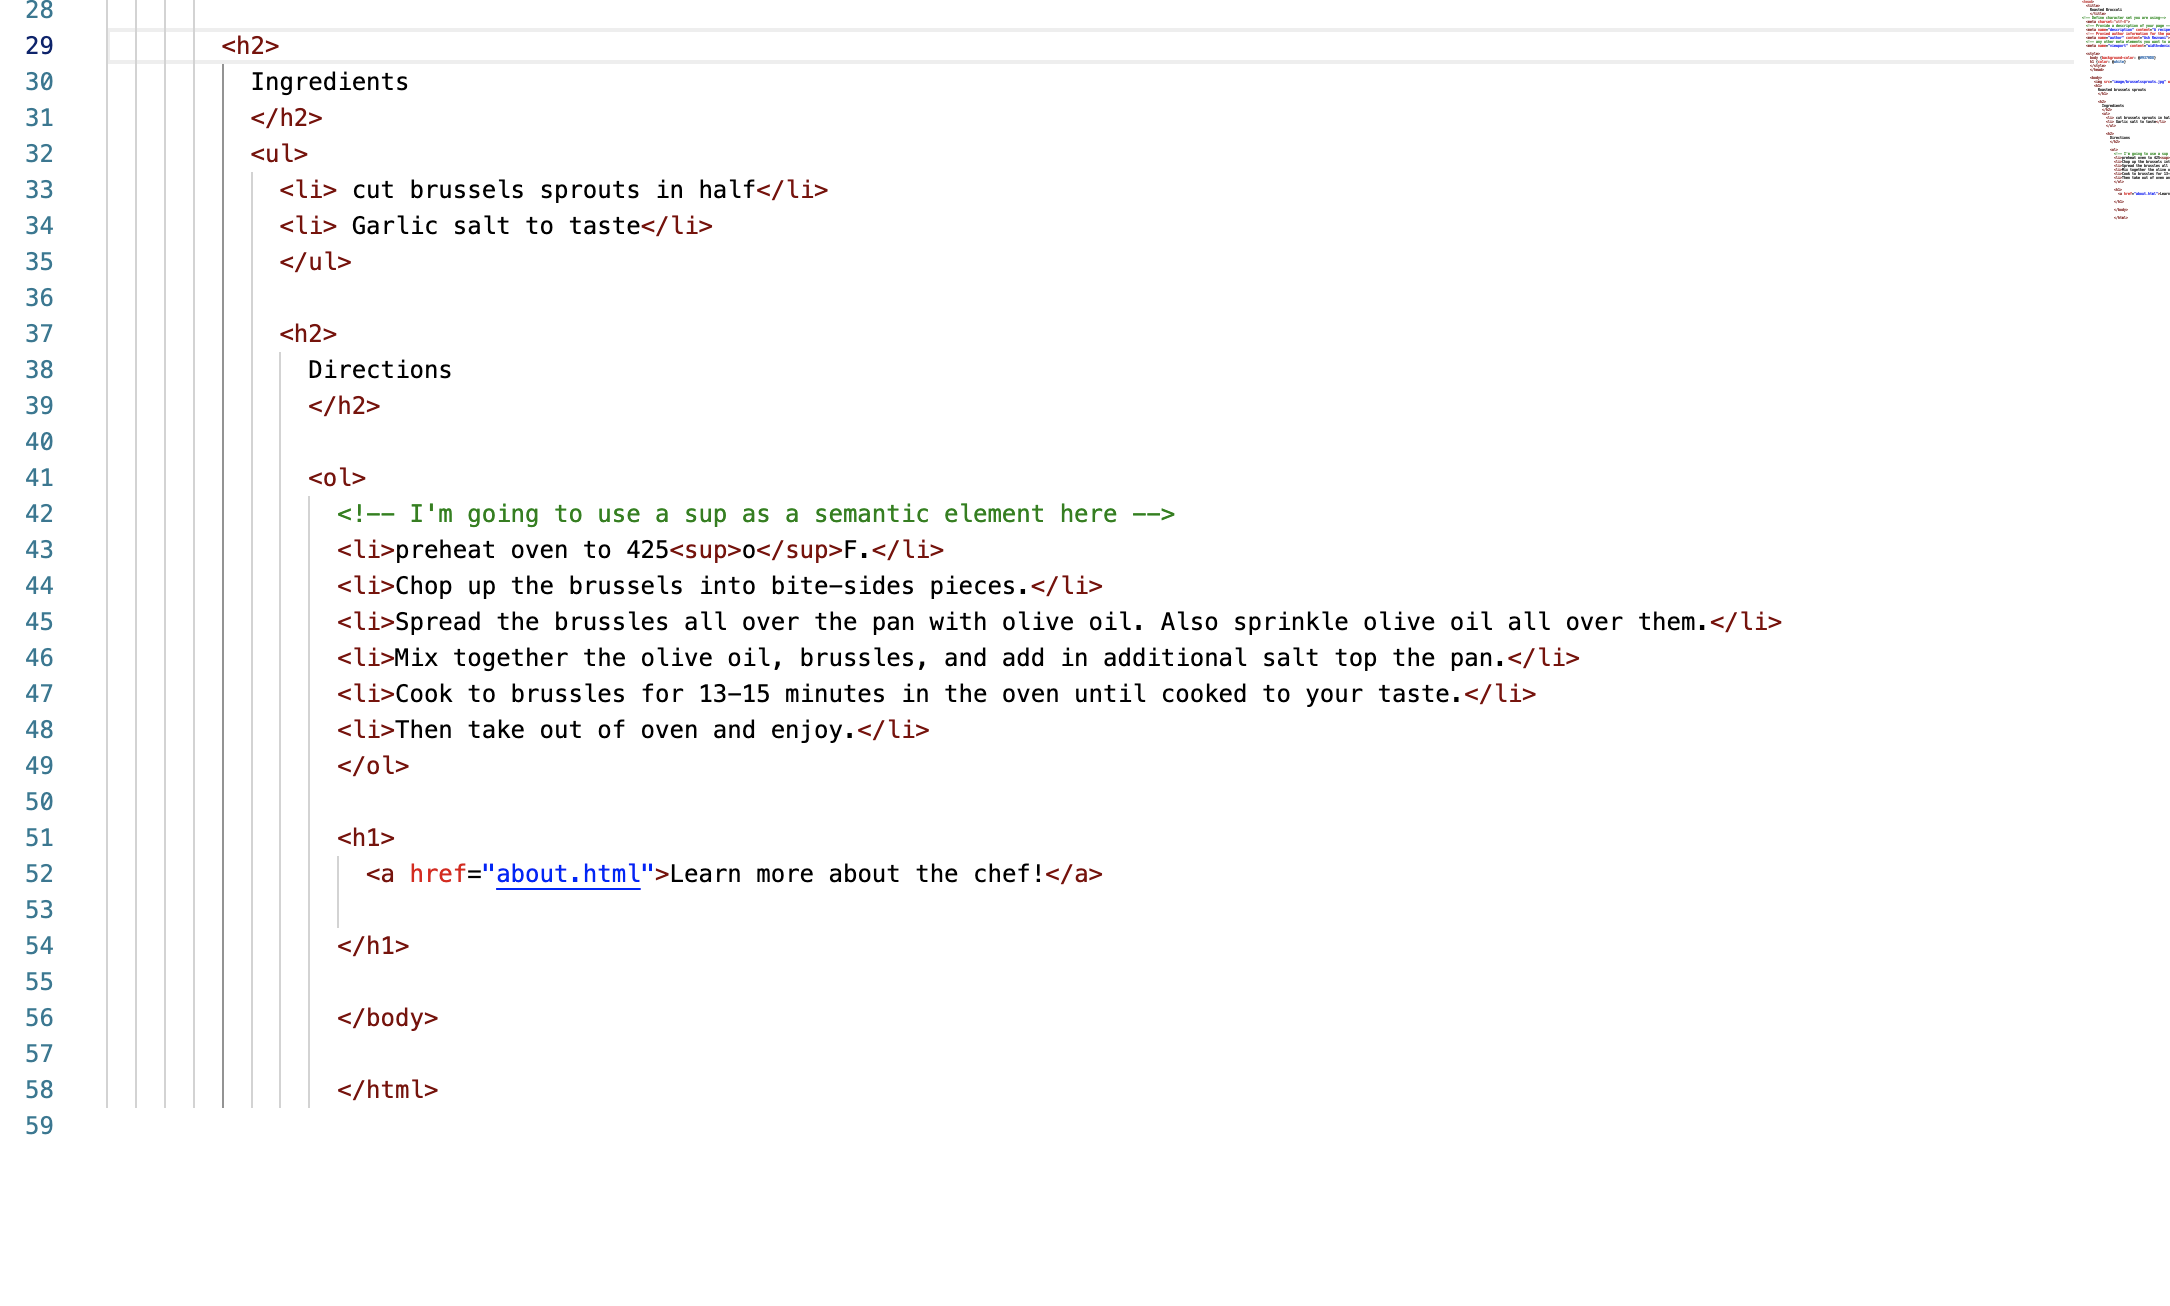 28
29 <h2>
30 Ingredients
31 </h2>
32 <ul>
33 <li> cut brussels sprouts in half</li>
34 <li> Garlic salt to taste</li>
35 </ul>
36
37 <h2>
38 Directions
39 </h2>
40
41 <ol>
42 <!-- I'm going to use a sup as a semantic element here -->
43 <li>preheat oven to 425<sup>o</sup>F.</li>
44 <li>Chop up the brussels into bite-sides pieces.</li>
45 <li>Spread the brussles all over the pan with olive oil. Also sprinkle olive oil all over them.</li>
46 <li>Mix together the olive oil, brussles, and add in additional salt top the pan.</li>
47 <li>Cook to brussles for 13-15 minutes in the oven until cooked to your taste.</li>
48 <li>Then take out of oven and enjoy.</li>
49 </ol>
50
51 <h1>
52 <a href="about.html">Learn more about the chef!</a>
53
54 </h1>
55
56 </body>
57
58 </html>
59